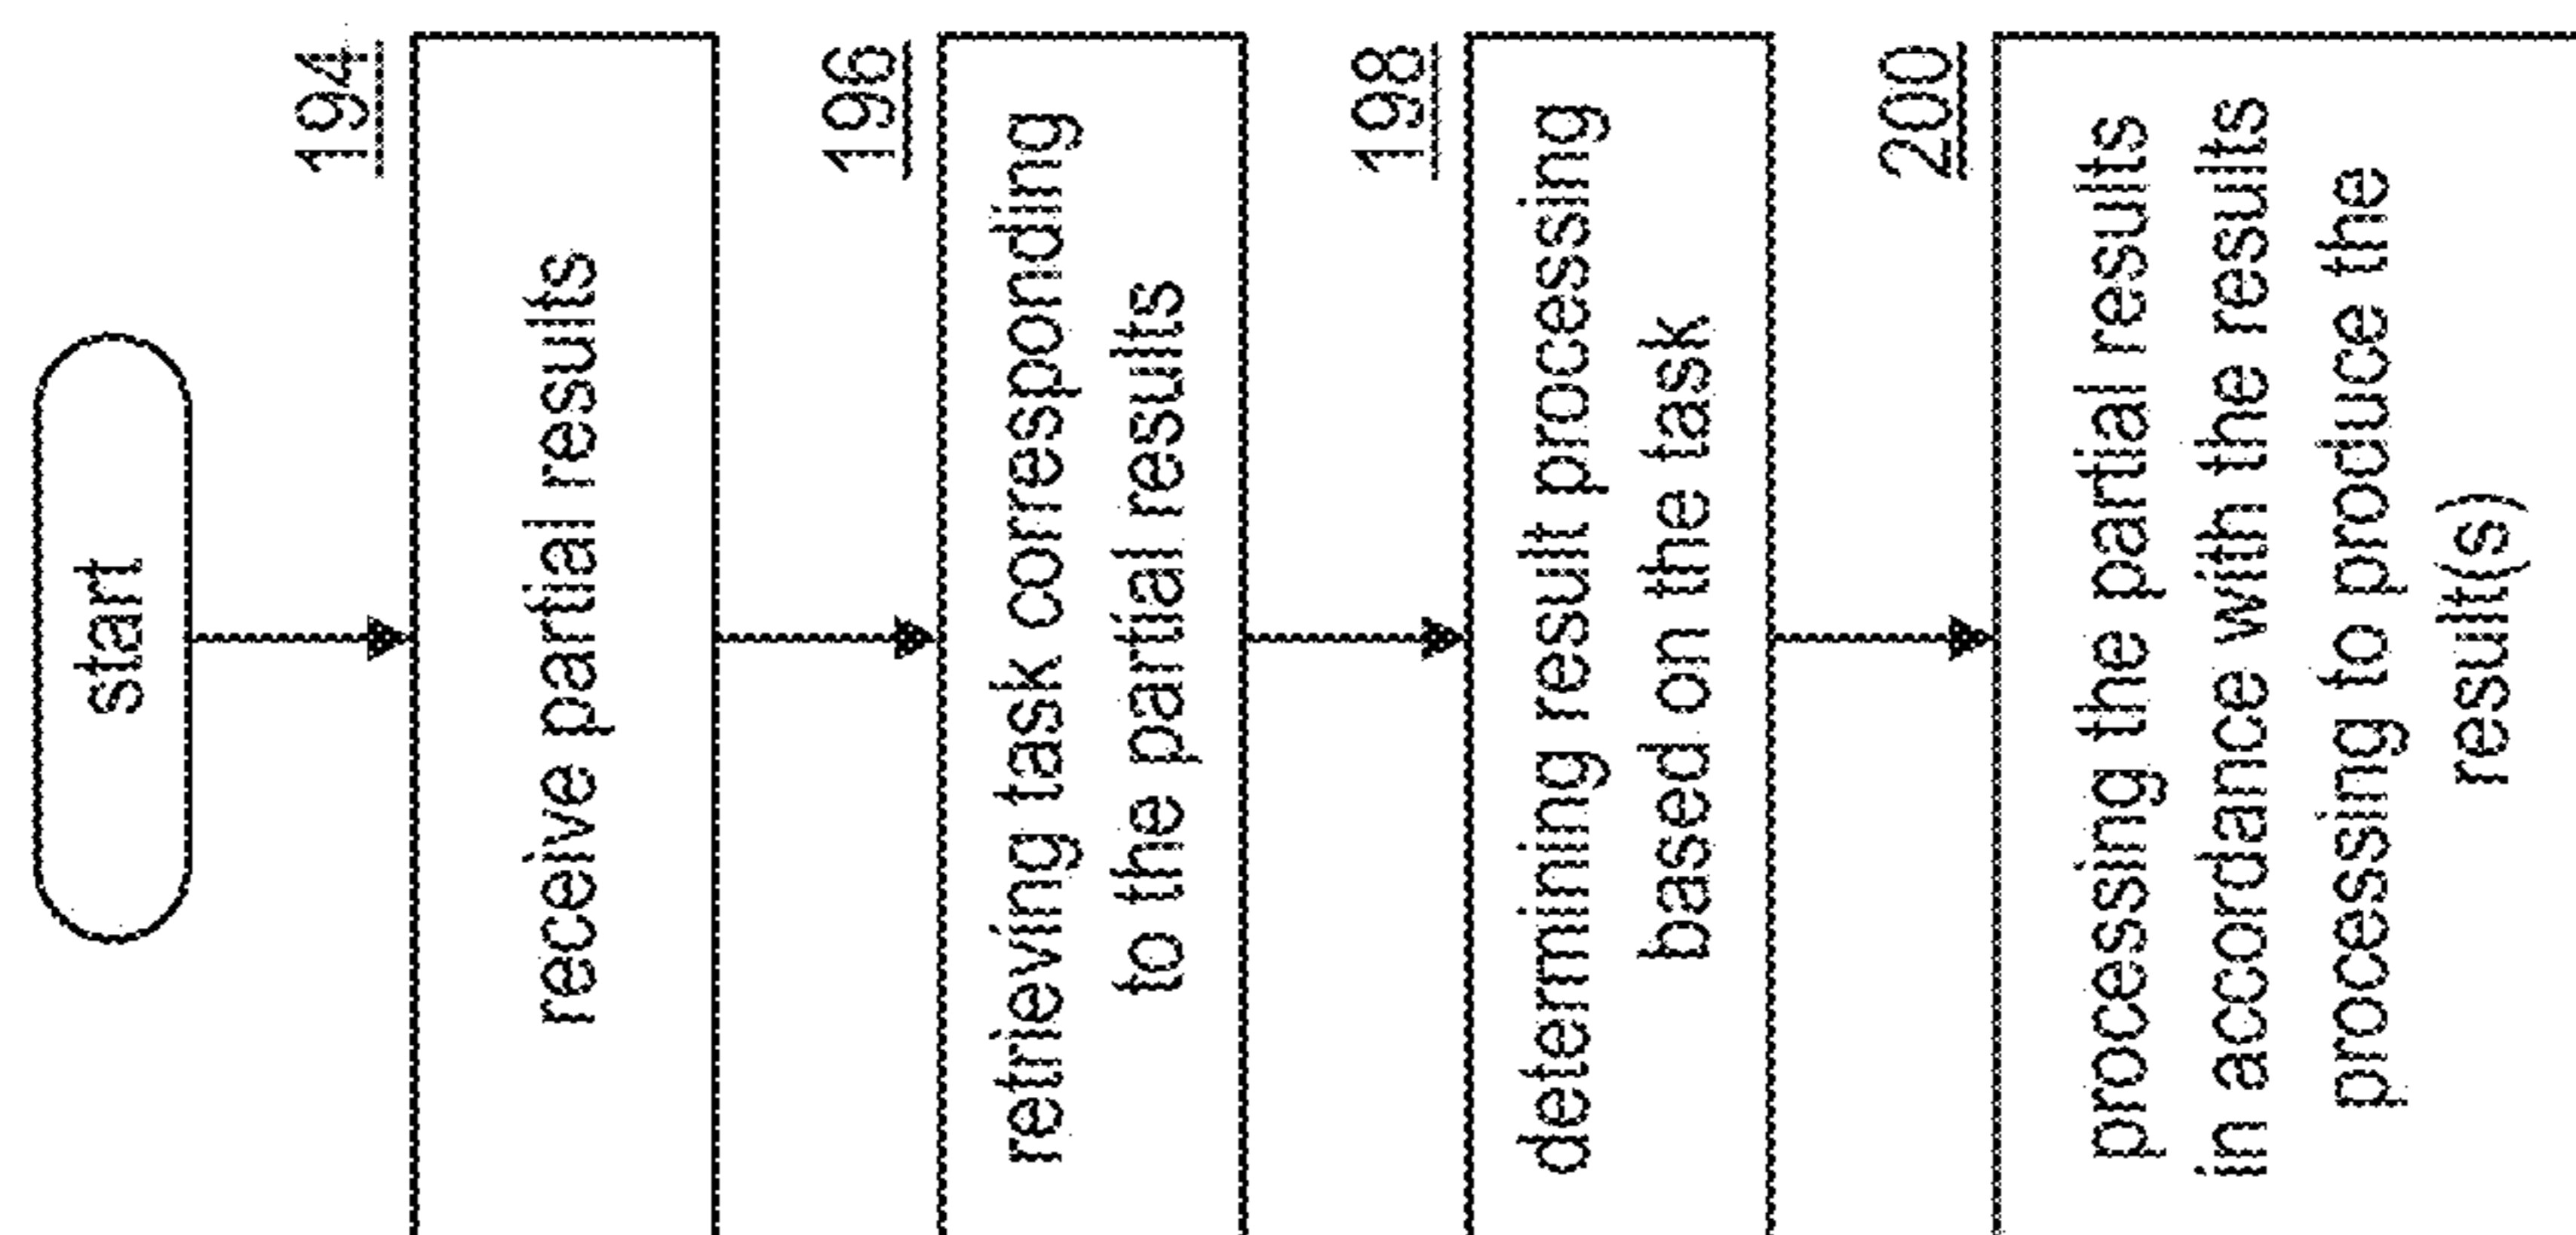 start
194
receive partial results
196
retrieving task corresponding
to the partial results
198
determining result processing
based on the task
200
processing the partial results
in accordance with the results
processing to produce the
result(s)